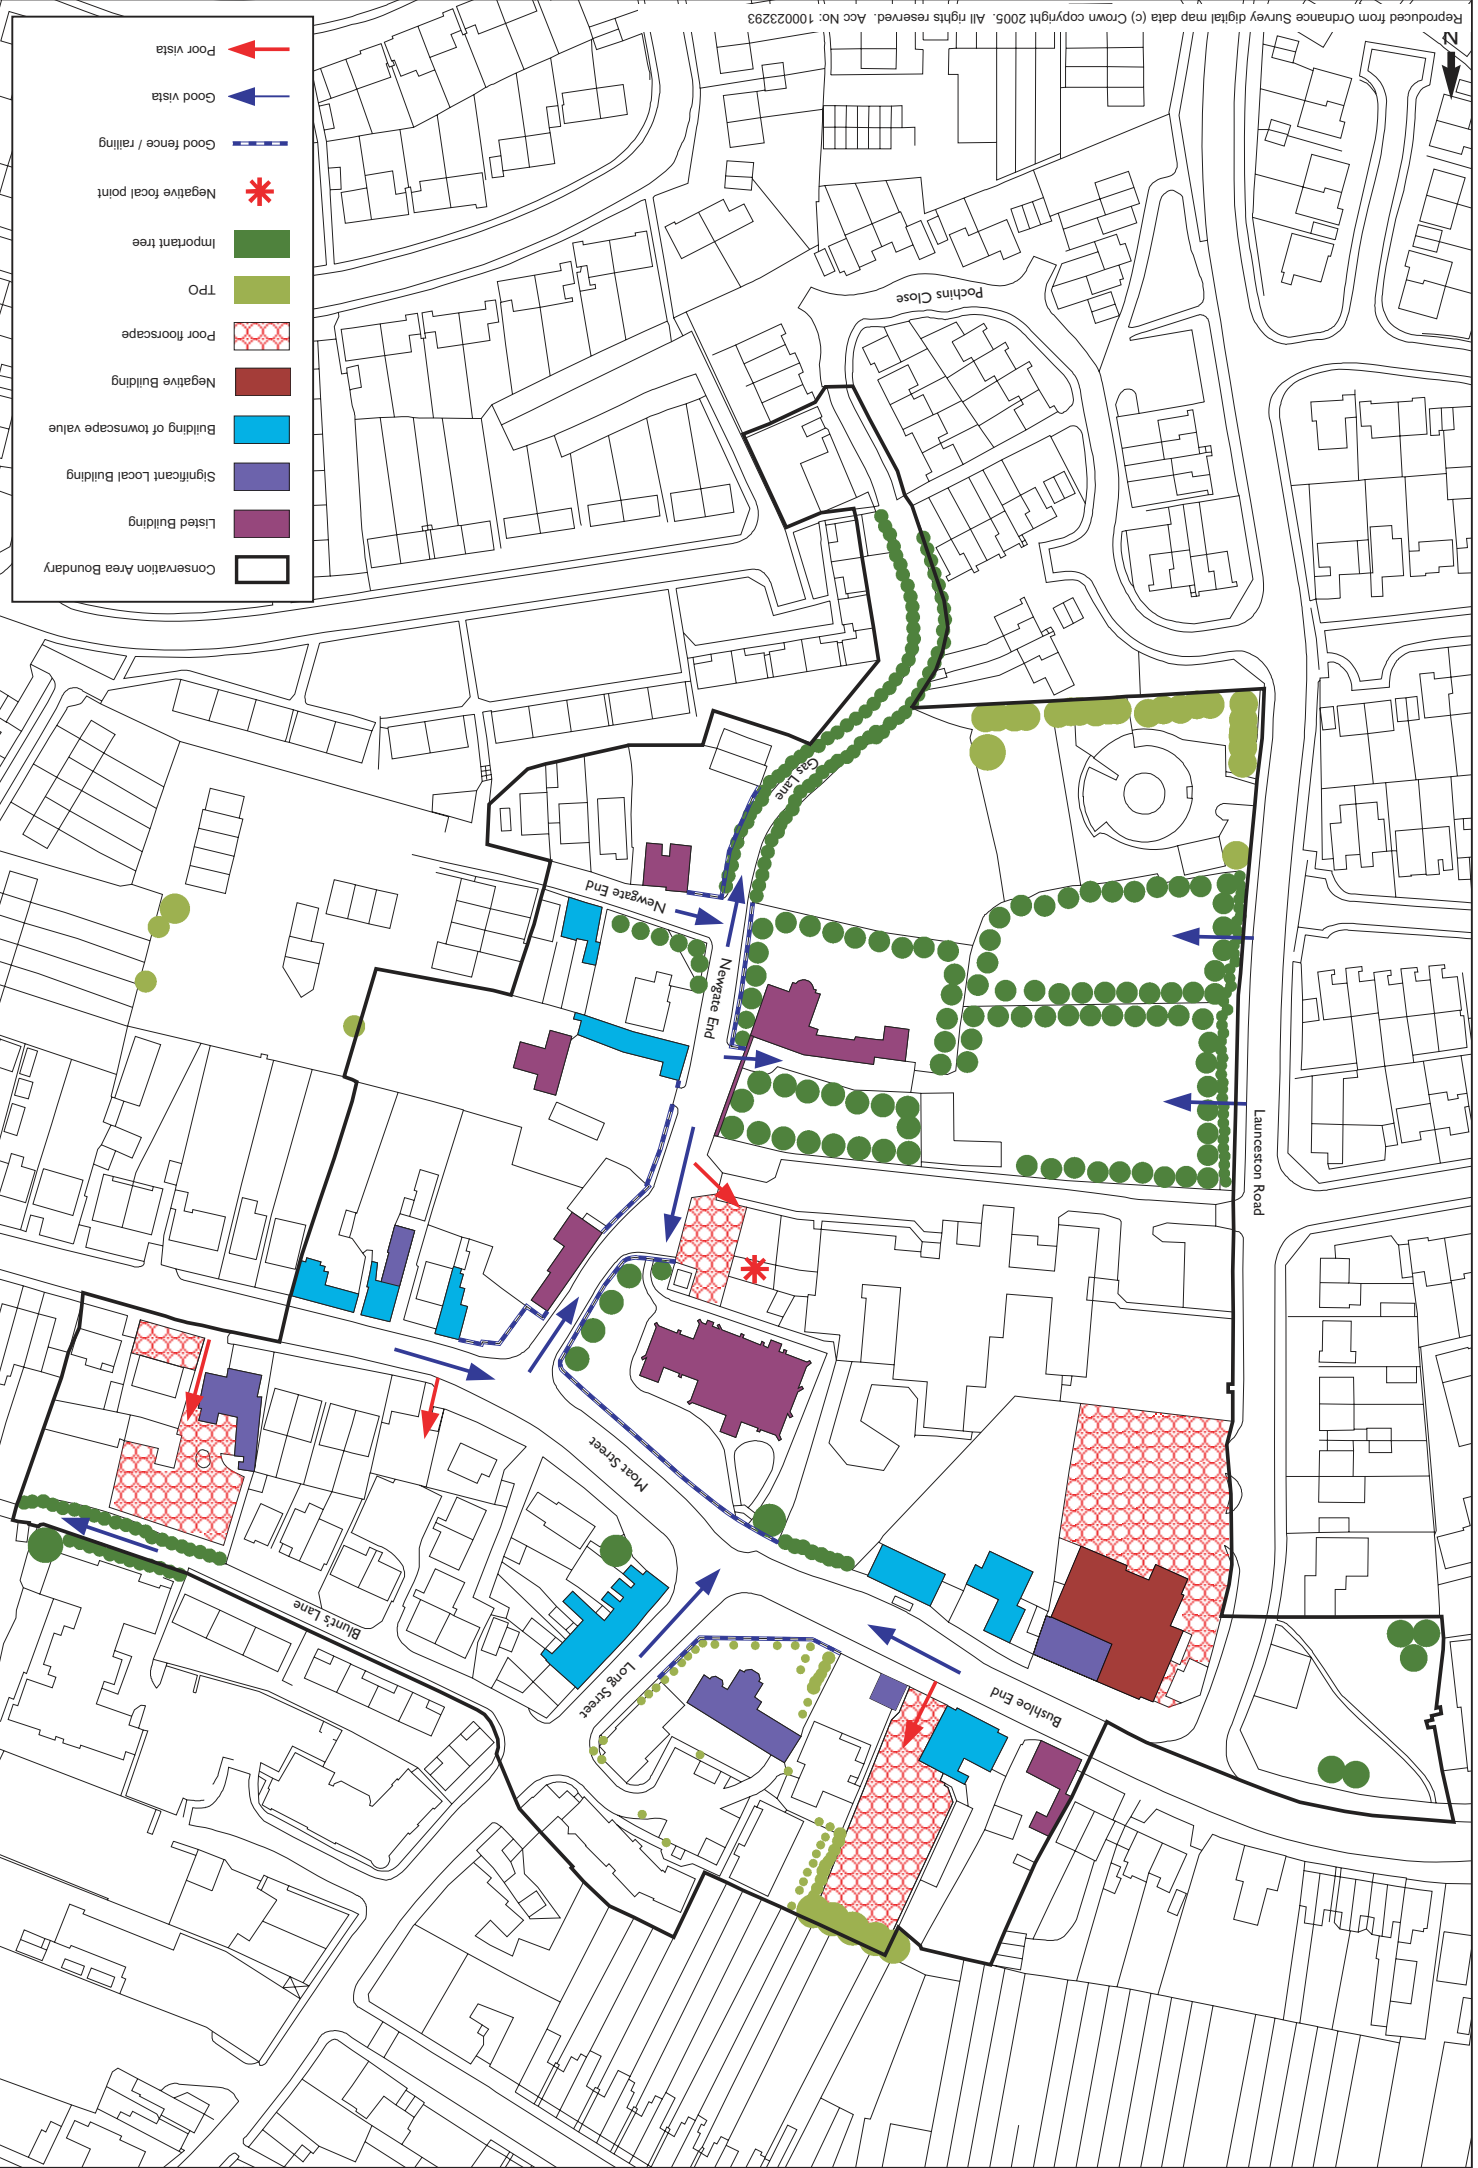 Bushloe End
Long Street
Blunt's Lane
Moat Street
Launceston Road
Newgate End
Newgate End
Gas Lane
Pochins Close
Conservation Area Boundary
Listed Building
Significant Local Building
Building of townscape value
Negative Building
Poor floorscape
TPO
Important tree
Negative focal point
Good fence / railing
Good vista
Poor vista
N
Reproduced from Ordnance Survey digital map data (c) Crown copyright 2005. All rights reserved. Acc No: 100023293